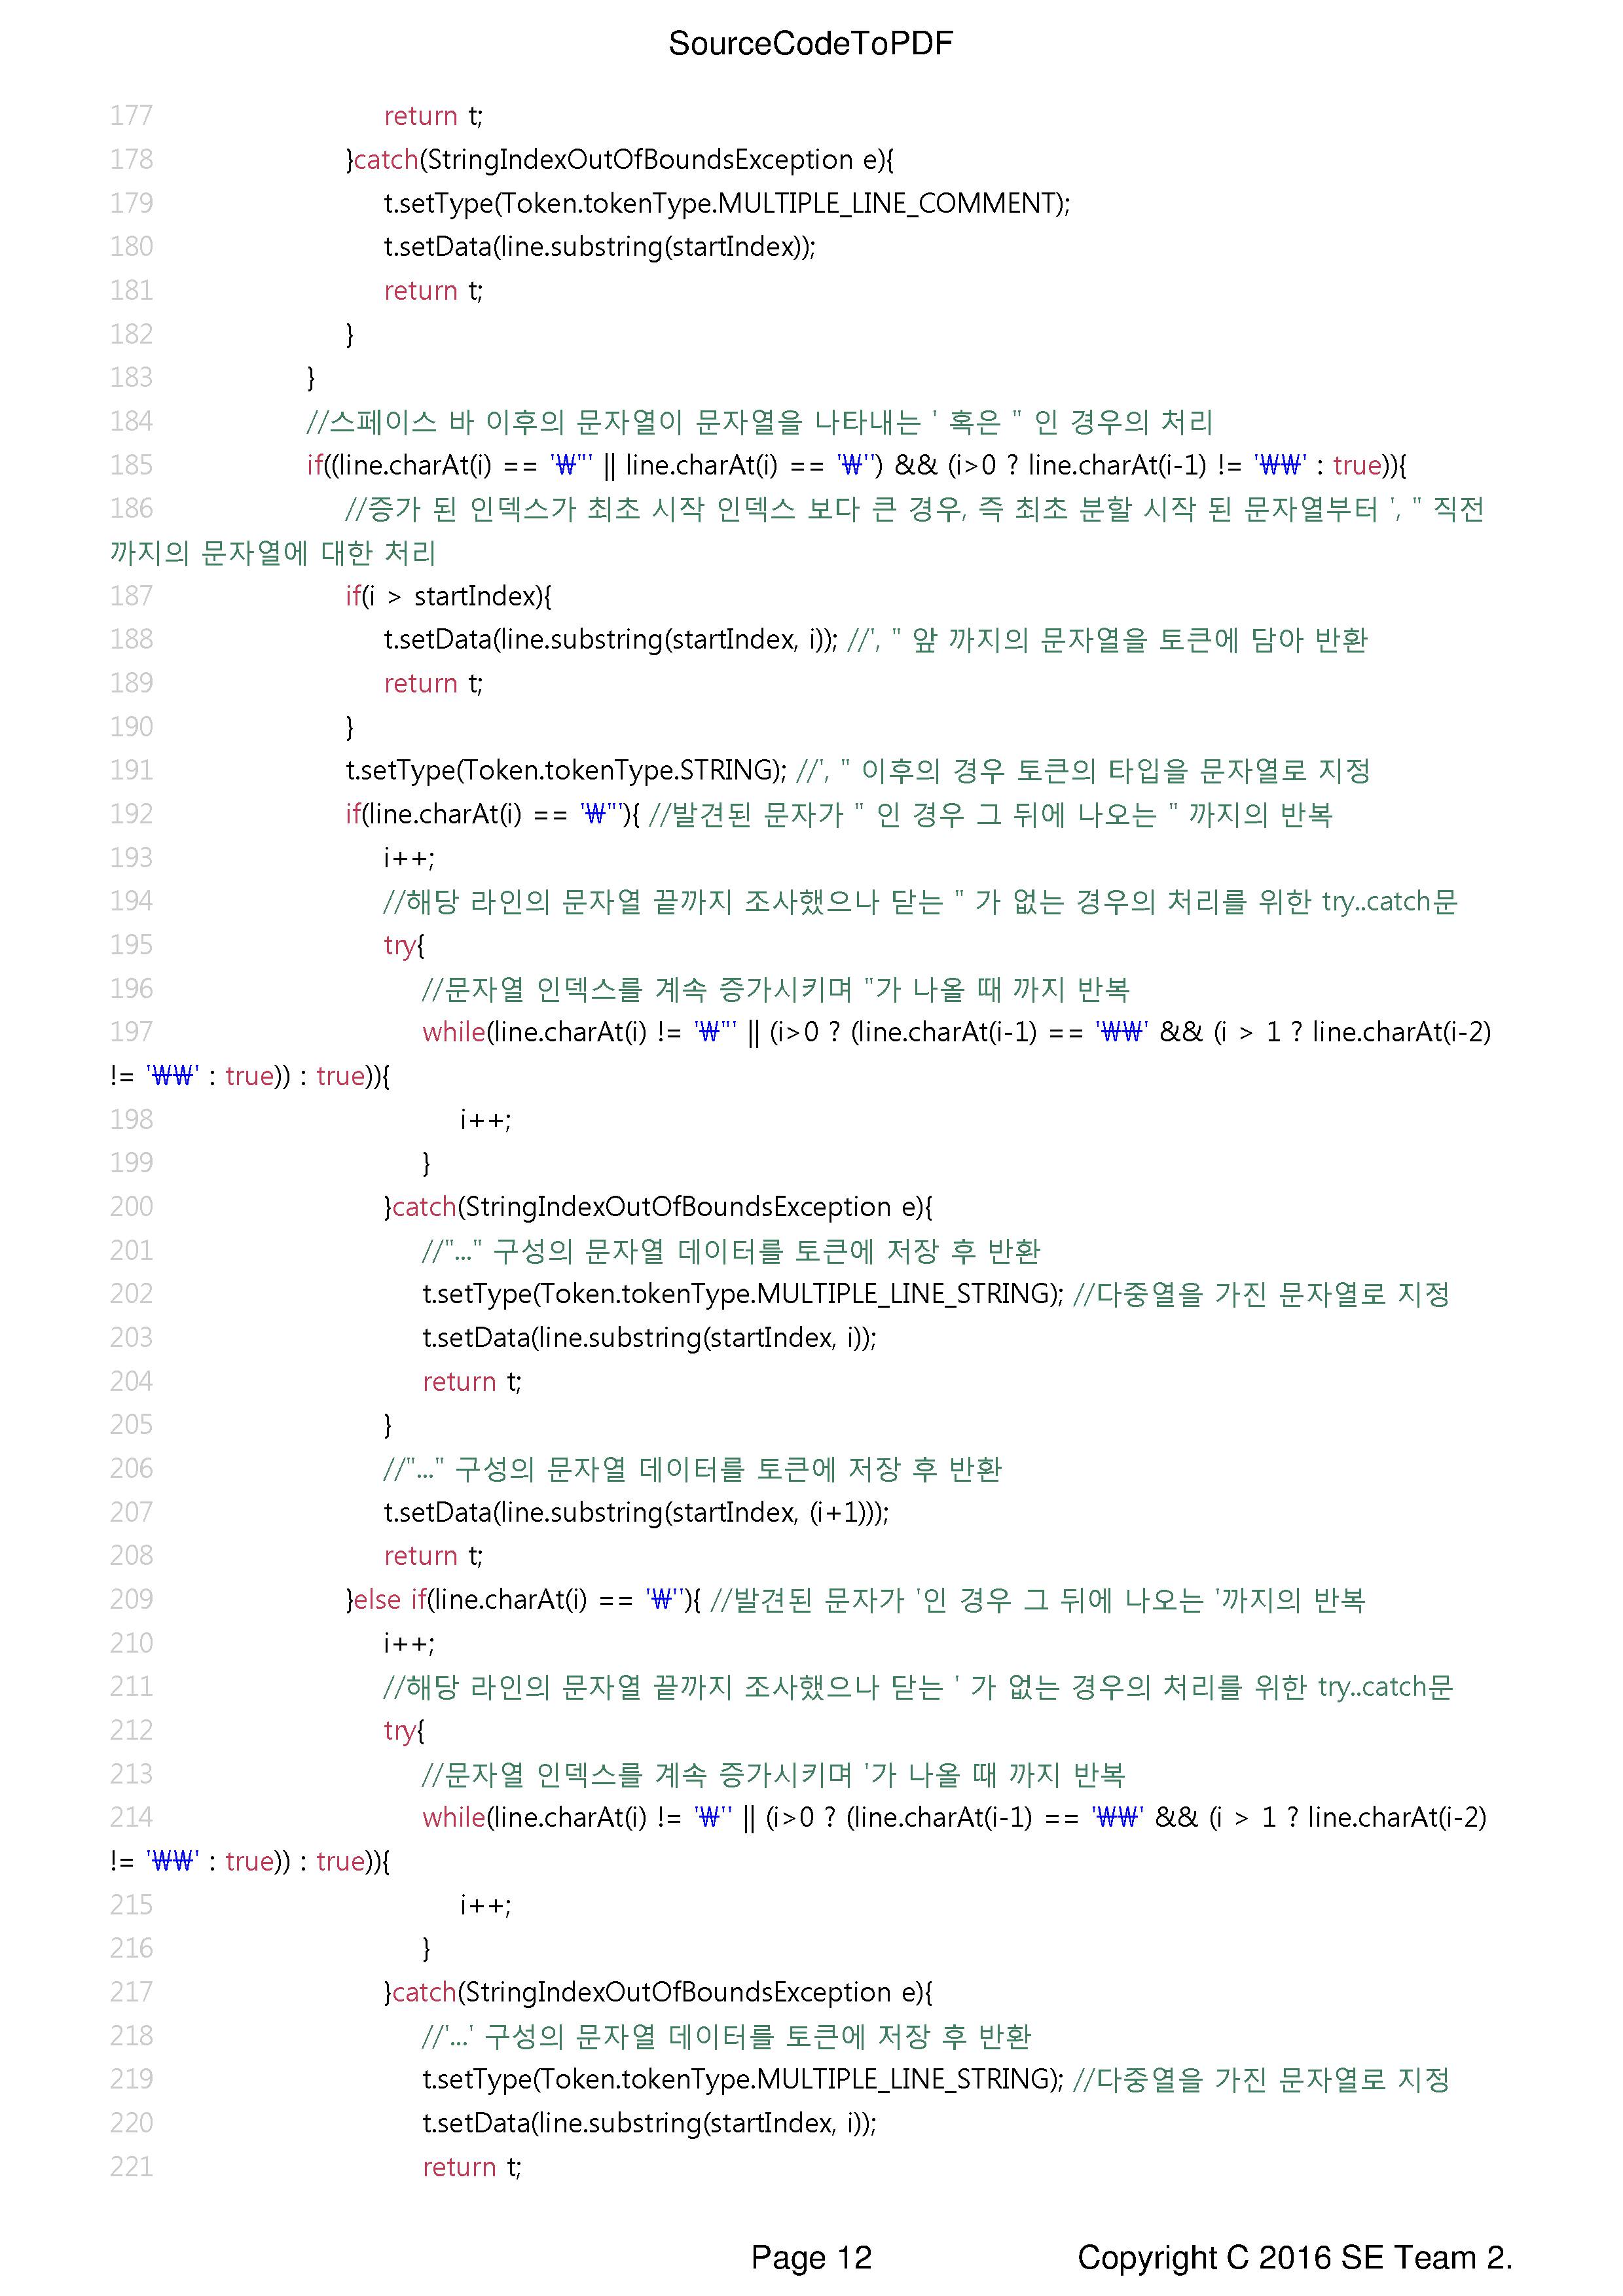 SourceCodeToPDF
177 return t;
178 }catch(StringIndexOutOfBoundsException e){
179 t.setType(Token.tokenType.MULTIPLE_LINE_COMMENT);
180 t.setData(line.substring(startIndex));
181 return t;
182 }
183 }
184 //스페이스 바 이후의 문자열이 문자열을 나타내는 ' 혹은 " 인 경우의 처리
185 if((line.charAt(i) == '₩"' || line.charAt(i) == '₩'') && (i>0 ? line.charAt(i-1) != '₩₩' : true)){
186 //증가 된 인덱스가 최초 시작 인덱스 보다 큰 경우, 즉 최초 분할 시작 된 문자열부터 ', " 직전
까지의 문자열에 대한 처리
187 if(i > startIndex){
188 t.setData(line.substring(startIndex, i)); //', " 앞 까지의 문자열을 토큰에 담아 반환
189 return t;
190 }
191 t.setType(Token.tokenType.STRING); //', " 이후의 경우 토큰의 타입을 문자열로 지정
192 if(line.charAt(i) == '₩"'){ //발견된 문자가 " 인 경우 그 뒤에 나오는 " 까지의 반복
193 i++;
194 //해당 라인의 문자열 끝까지 조사했으나 닫는 " 가 없는 경우의 처리를 위한 try..catch문
195 try{
196 //문자열 인덱스를 계속 증가시키며 "가 나올 때 까지 반복
197 while(line.charAt(i) != '₩"' || (i>0 ? (line.charAt(i-1) == '₩₩' && (i > 1 ? line.charAt(i-2)
!= '₩₩' : true)) : true)){
198 i++;
199 }
200 }catch(StringIndexOutOfBoundsException e){
201 //"..." 구성의 문자열 데이터를 토큰에 저장 후 반환
202 t.setType(Token.tokenType.MULTIPLE_LINE_STRING); //다중열을 가진 문자열로 지정
203 t.setData(line.substring(startIndex, i));
204 return t;
205 }
206 //"..." 구성의 문자열 데이터를 토큰에 저장 후 반환
207 t.setData(line.substring(startIndex, (i+1)));
208 return t;
209 }else if(line.charAt(i) == '₩''){ //발견된 문자가 '인 경우 그 뒤에 나오는 '까지의 반복
210 i++;
211 //해당 라인의 문자열 끝까지 조사했으나 닫는 ' 가 없는 경우의 처리를 위한 try..catch문
212 try{
213 //문자열 인덱스를 계속 증가시키며 '가 나올 때 까지 반복
214 while(line.charAt(i) != '₩'' || (i>0 ? (line.charAt(i-1) == '₩₩' && (i > 1 ? line.charAt(i-2)
!= '₩₩' : true)) : true)){
215 i++;
216 }
217 }catch(StringIndexOutOfBoundsException e){
218 //'...' 구성의 문자열 데이터를 토큰에 저장 후 반환
219 t.setType(Token.tokenType.MULTIPLE_LINE_STRING); //다중열을 가진 문자열로 지정
220 t.setData(line.substring(startIndex, i));
221 return t;
Page 12 Copyright C 2016 SE Team 2.